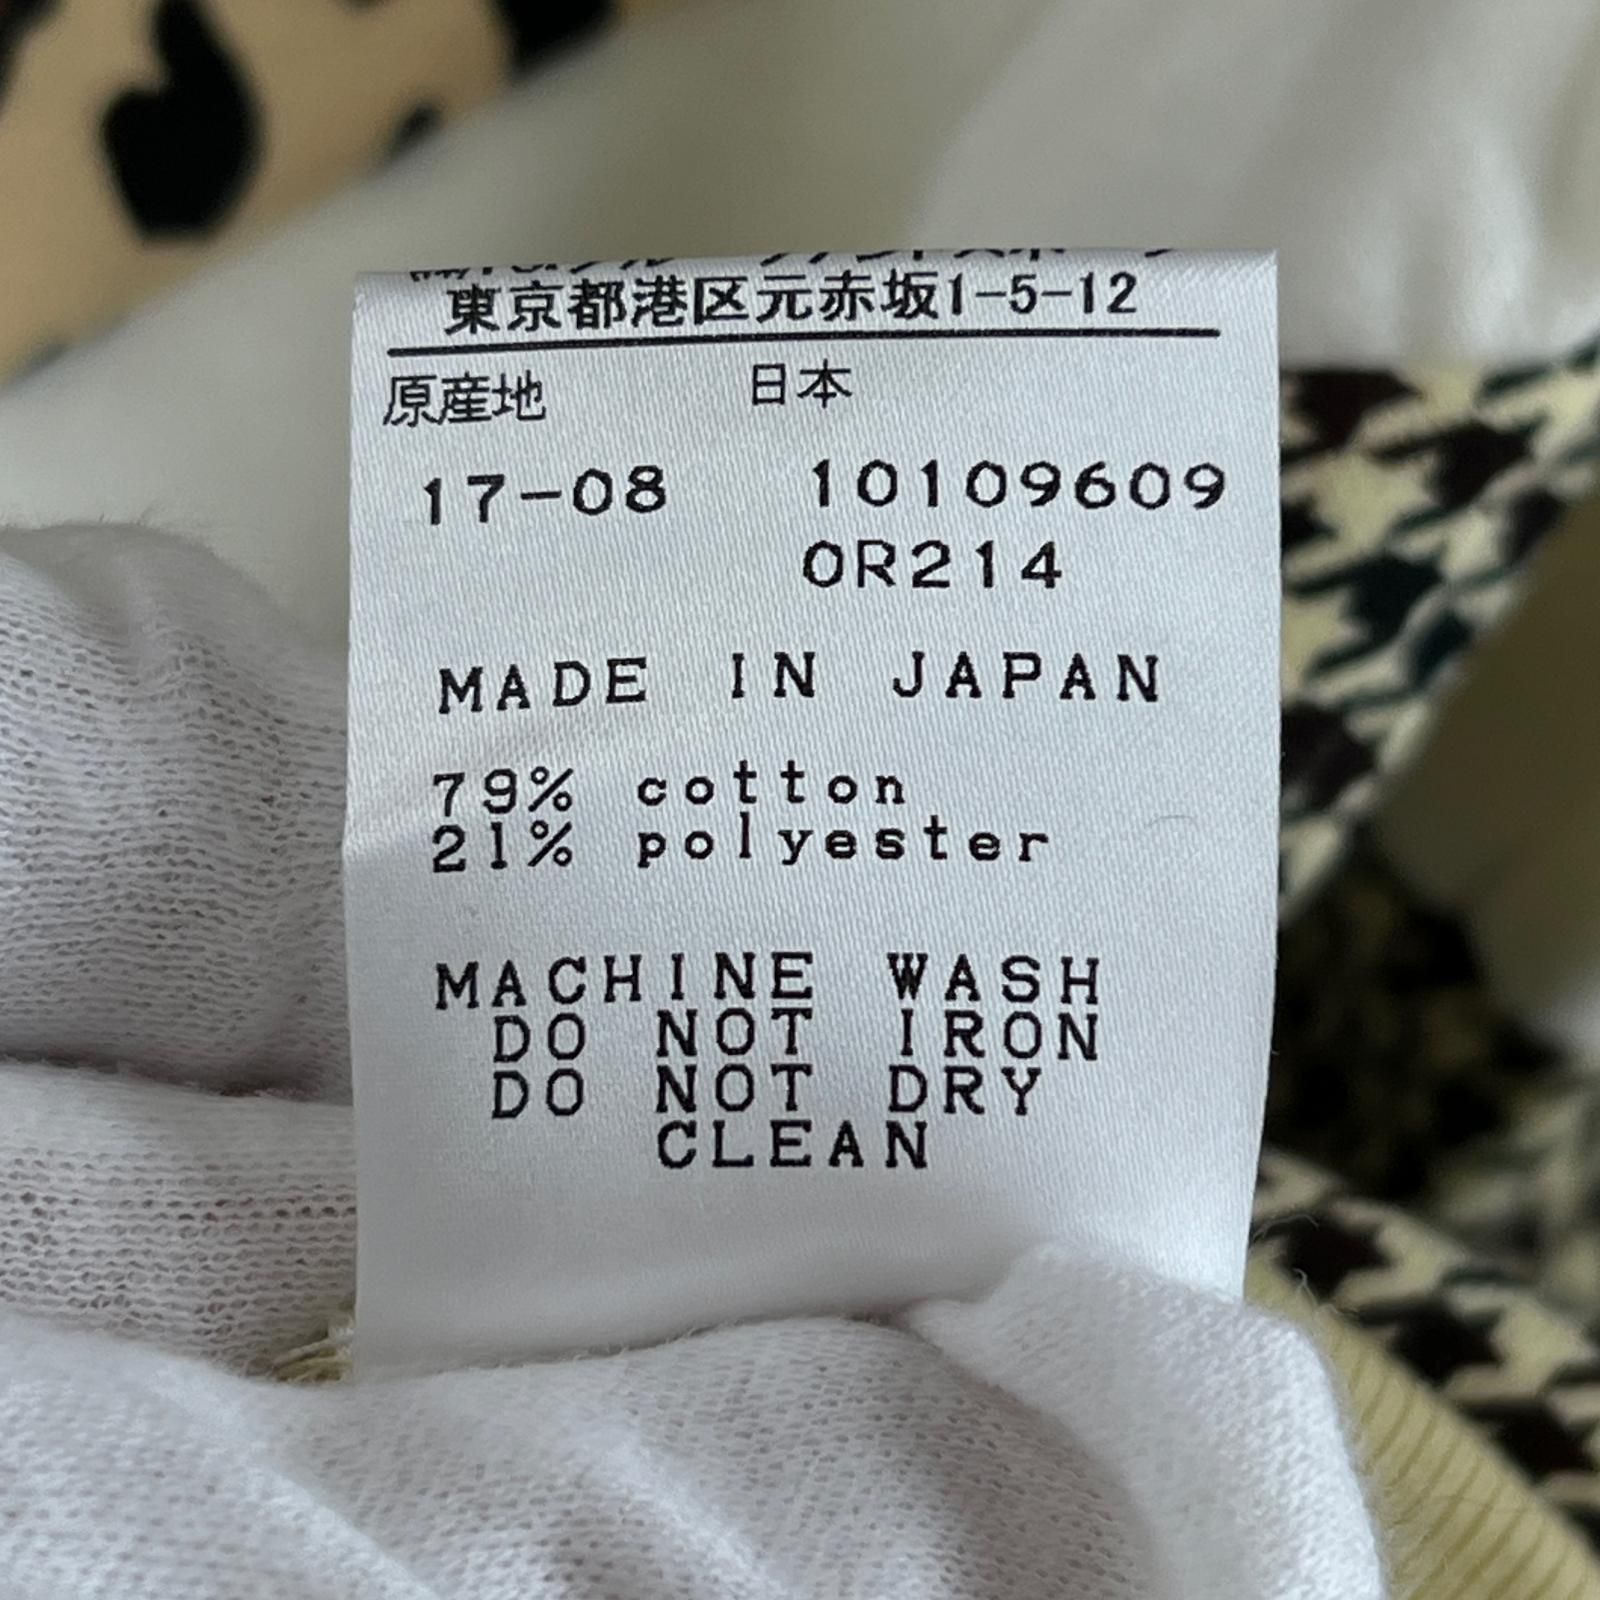 東京都港区元赤坂1-5-12
原産地 日本
17-08 10109609
0R214
MADE IN JAPAN
79% cotton
21% polyester
MACHINE WASH
DO NOT IRON
DO NOT DRY
CLEAN